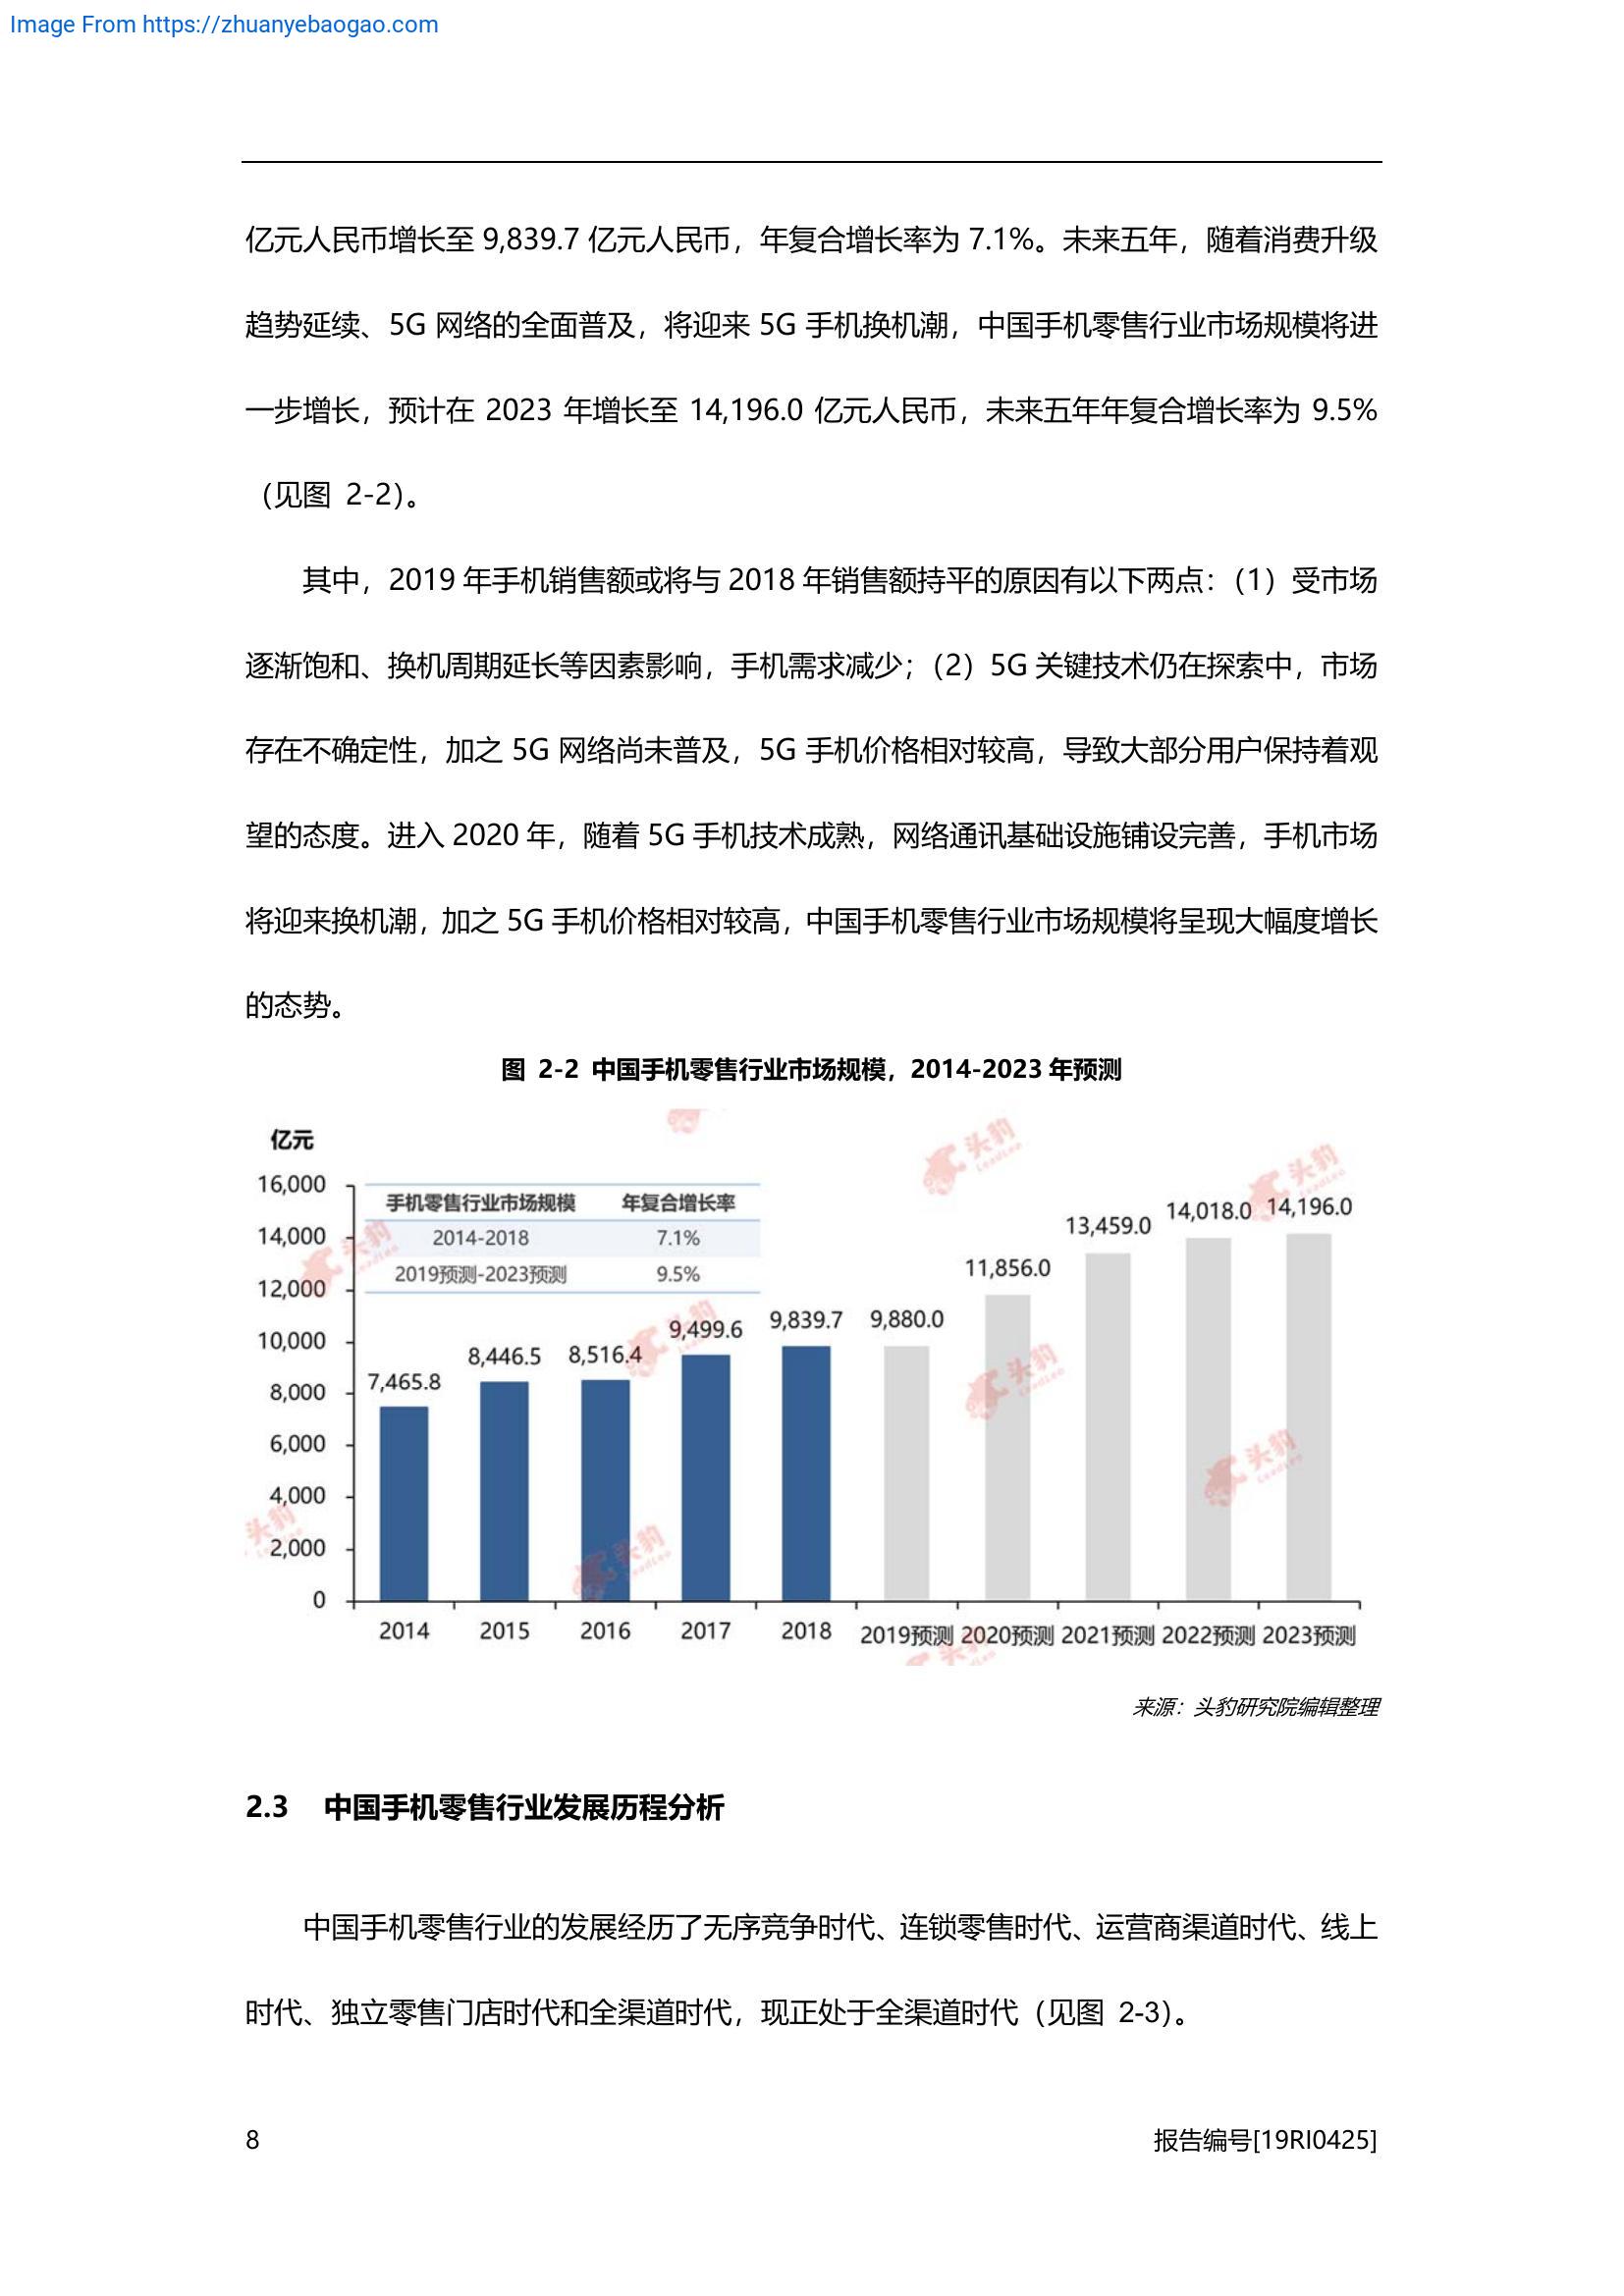 Image From https://zhuanyebaogao.com
亿元人民币增长至 9,839.7 亿元人民币，年复合增长率为 7.1%。未来五年，随着消费升级
趋势延续、5G 网络的全面普及，将迎来 5G 手机换机潮，中国手机零售行业市场规模将进
一步增长，预计在 2023 年增长至 14,196.0 亿元人民币，未来五年年复合增长率为 9.5%
（见图 2-2）。
其中，2019 年手机销售额或将与 2018 年销售额持平的原因有以下两点：（1）受市场
逐渐饱和、换机周期延长等因素影响，手机需求减少；（2）5G 关键技术仍在探索中，市场
存在不确定性，加之 5G 网络尚未普及，5G 手机价格相对较高，导致大部分用户保持着观
望的态度。进入 2020 年，随着 5G 手机技术成熟，网络通讯基础设施铺设完善，手机市场
将迎来换机潮，加之 5G 手机价格相对较高，中国手机零售行业市场规模将呈现大幅度增长
的态势。
图 2-2 中国手机零售行业市场规模，2014-2023 年预测
亿元
16,000
14,000
12,000
10,000
8,000
6,000
4,000
2,000
0
手机零售行业市场规模 年复合增长率
2014-2018 7.1%
2019预测-2023预测 9.5%
7,465.8 8,446.5 8,516.4 9,499.6 9,839.7 9,880.0 11,856.0 13,459.0 14,018.0 14,196.0
2014 2015 2016 2017 2018 2019预测 2020预测 2021预测 2022预测 2023预测
头豹 LeadLeo
头豹 LeadLeo
头豹 LeadLeo
头豹 LeadLeo
头豹 LeadLeo
头豹 LeadLeo
头豹 LeadLeo
头豹 LeadLeo
头豹 LeadLeo
来源：头豹研究院编辑整理
2.3 中国手机零售行业发展历程分析
中国手机零售行业的发展经历了无序竞争时代、连锁零售时代、运营商渠道时代、线上
时代、独立零售门店时代和全渠道时代，现正处于全渠道时代（见图 2-3）。
8 报告编号[19RI0425]